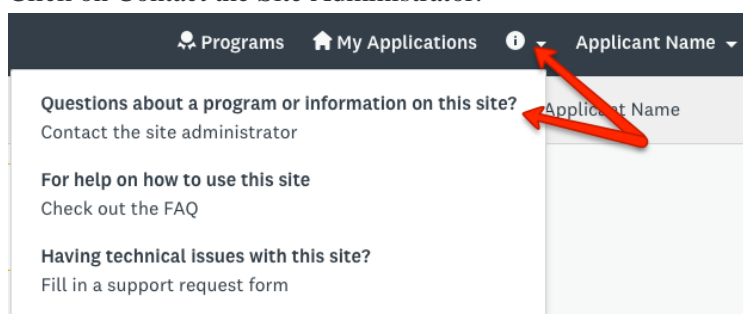 Click on Contact the Site Administrator.
Programs My Applications Applicant Name
Questions about a program or information on this site? Applicant Name
Contact the site administrator
For help on how to use this site
Check out the FAQ
Having technical issues with this site?
Fill in a support request form